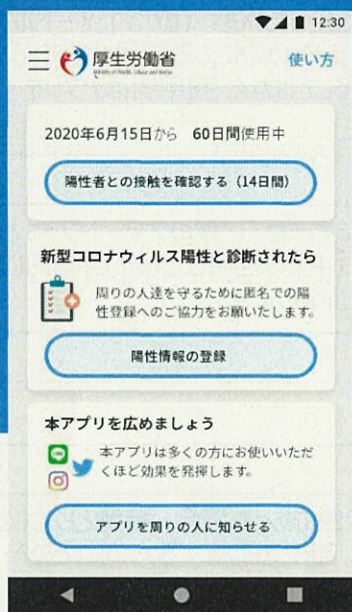 12:30
厚生労働省
Ministry of Health, Labour and Welfare
使い方
2020年6月15日から 60日間使用中
陽性者との接触を確認する（14日間）
新型コロナウィルス陽性と診断されたら
周りの人達を守るために匿名での陽
性登録へのご協力をお願いいたします。
陽性情報の登録
本アプリを広めましょう
本アプリは多くの方にお使いいただ
くほど効果を発揮します。
アプリを周りの人に知らせる